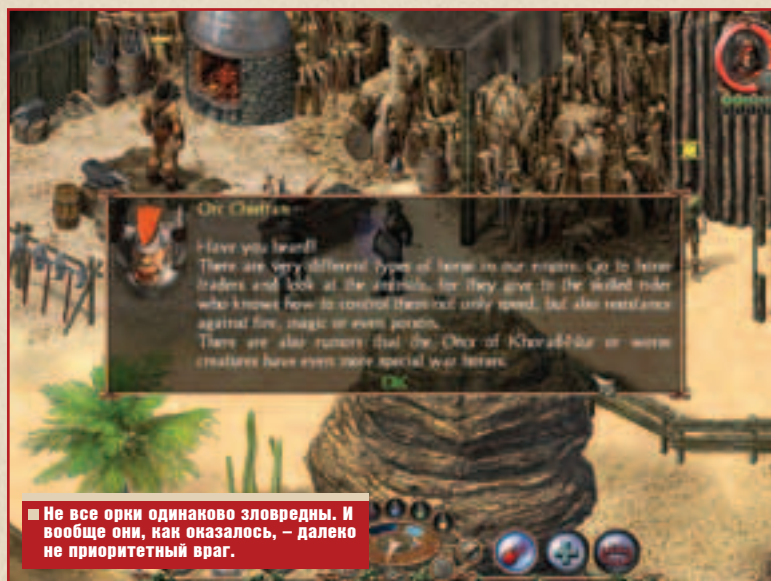 Orc Chieftain
Have you heard?
There are very different types of horse in our empire. Go to horse
traders and look at the animals, for they give to the skilled rider
who knows how to control them not only speed, but also resistance
against fire, magic or even poison.
There are also rumors that the Orcs of Khorad-Nur or worse
creatures have even more special war horses.
OK
Не все орки одинаково зловредны. И
вообще они, как оказалось, – далеко
не приоритетный враг.